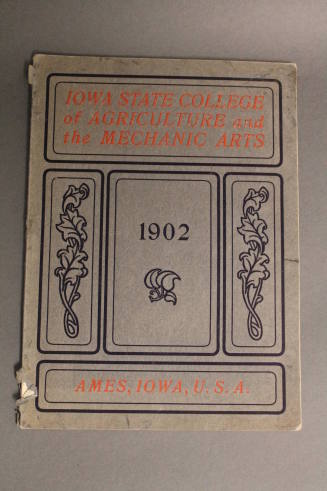 IOWA STATE COLLEGE
of AGRICULTURE and
the MECHANIC ARTS
1902
AMES, IOWA, U.S.A.